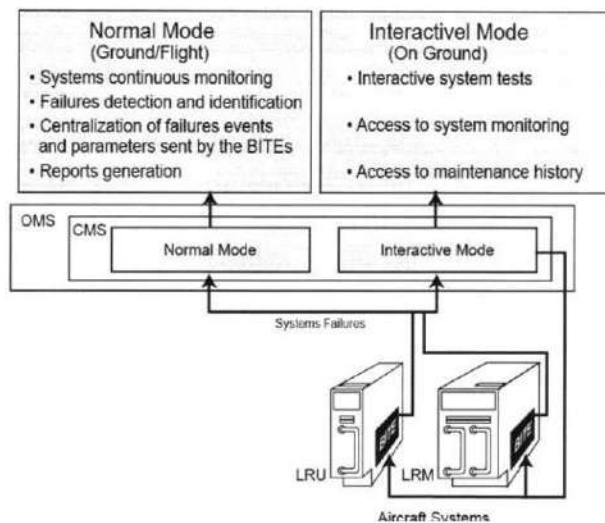 Normal Mode
(Ground/Flight)
• Systems continuous monitoring
• Failures detection and identification
• Centralization of failures events
and parameters sent by the BITEs
• Reports generation
Interactivel Mode
(On Ground)
• Interactive system tests
• Access to system monitoring
• Access to maintenance history
OMS
CMS
Normal Mode
Interactive Mode
Systems Failures
BITE
BITE
LRU
LRM
Aircraft Systems